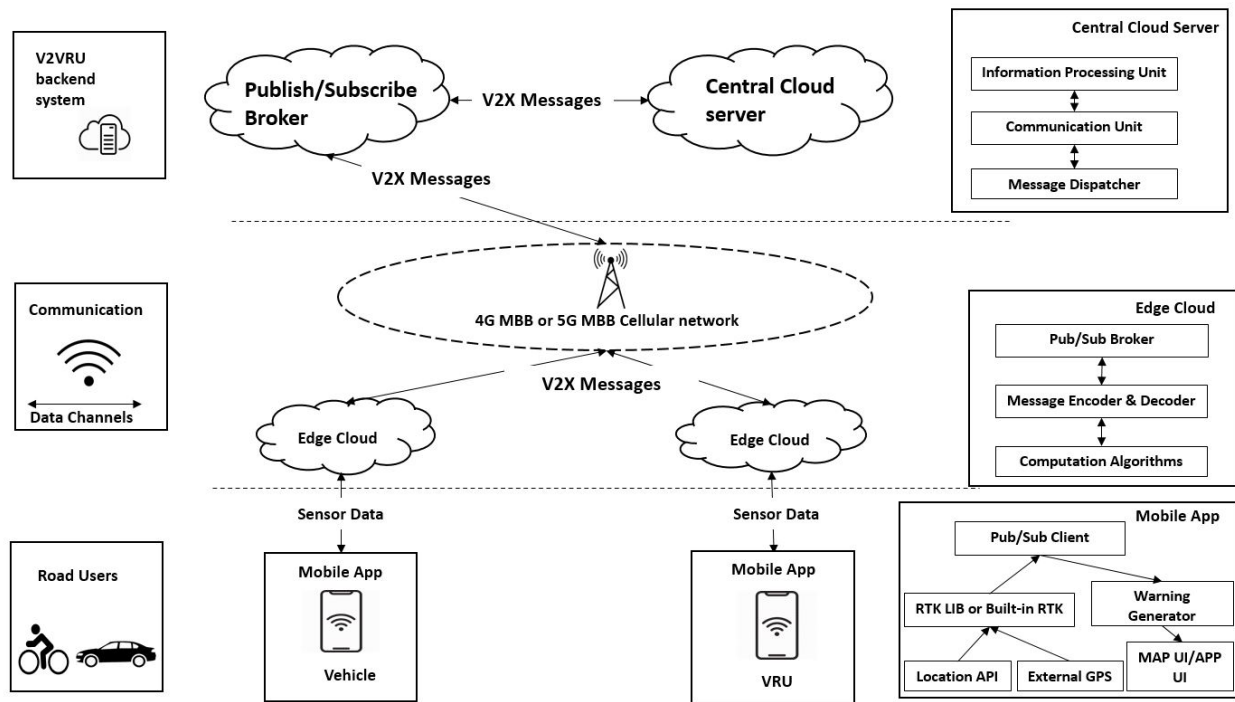 V2VRU
backend
system
Publish/Subscribe
Broker
V2X Messages
Central Cloud
server
V2X Messages
Central Cloud Server
Information Processing Unit
Communication Unit
Message Dispatcher
Communication
Data Channels
4G MBB or 5G MBB Cellular network
V2X Messages
Edge Cloud
Edge Cloud
Edge Cloud
Pub/Sub Broker
Message Encoder & Decoder
Computation Algorithms
Road Users
Sensor Data
Mobile App
Vehicle
Sensor Data
Mobile App
VRU
Mobile App
Pub/Sub Client
RTK LIB or Built-in RTK
Warning
Generator
Location API
External GPS
MAP UI/APP
UI